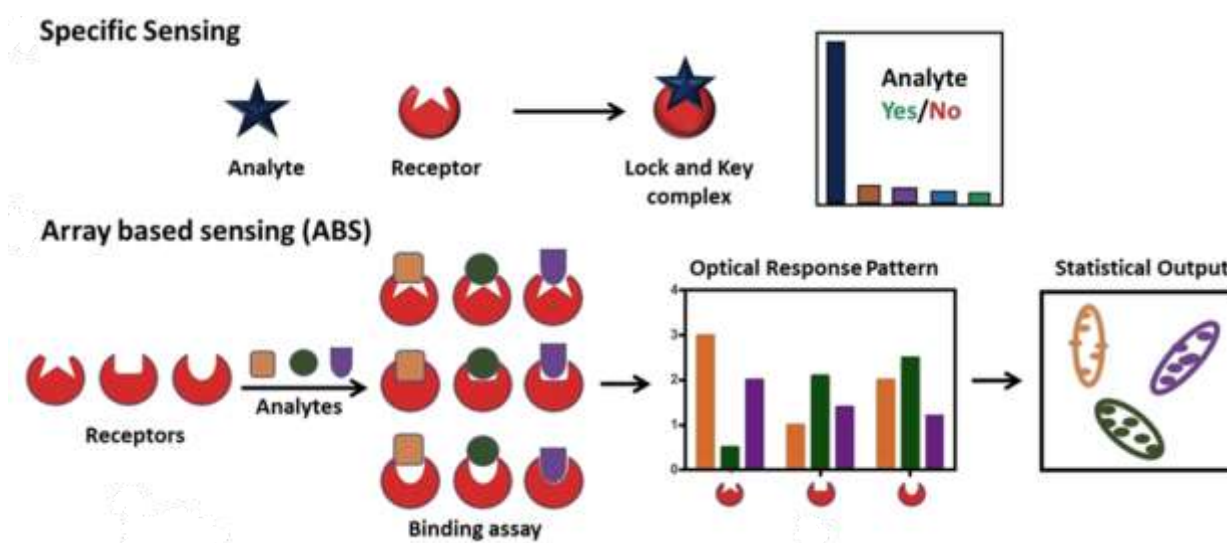 Specific Sensing
Analyte
Receptor
Lock and Key
complex
Analyte
Yes/No
Array based sensing (ABS)
Receptors
Analytes
Binding assay
Optical Response Pattern
4
3
2
1
0
Statistical Output